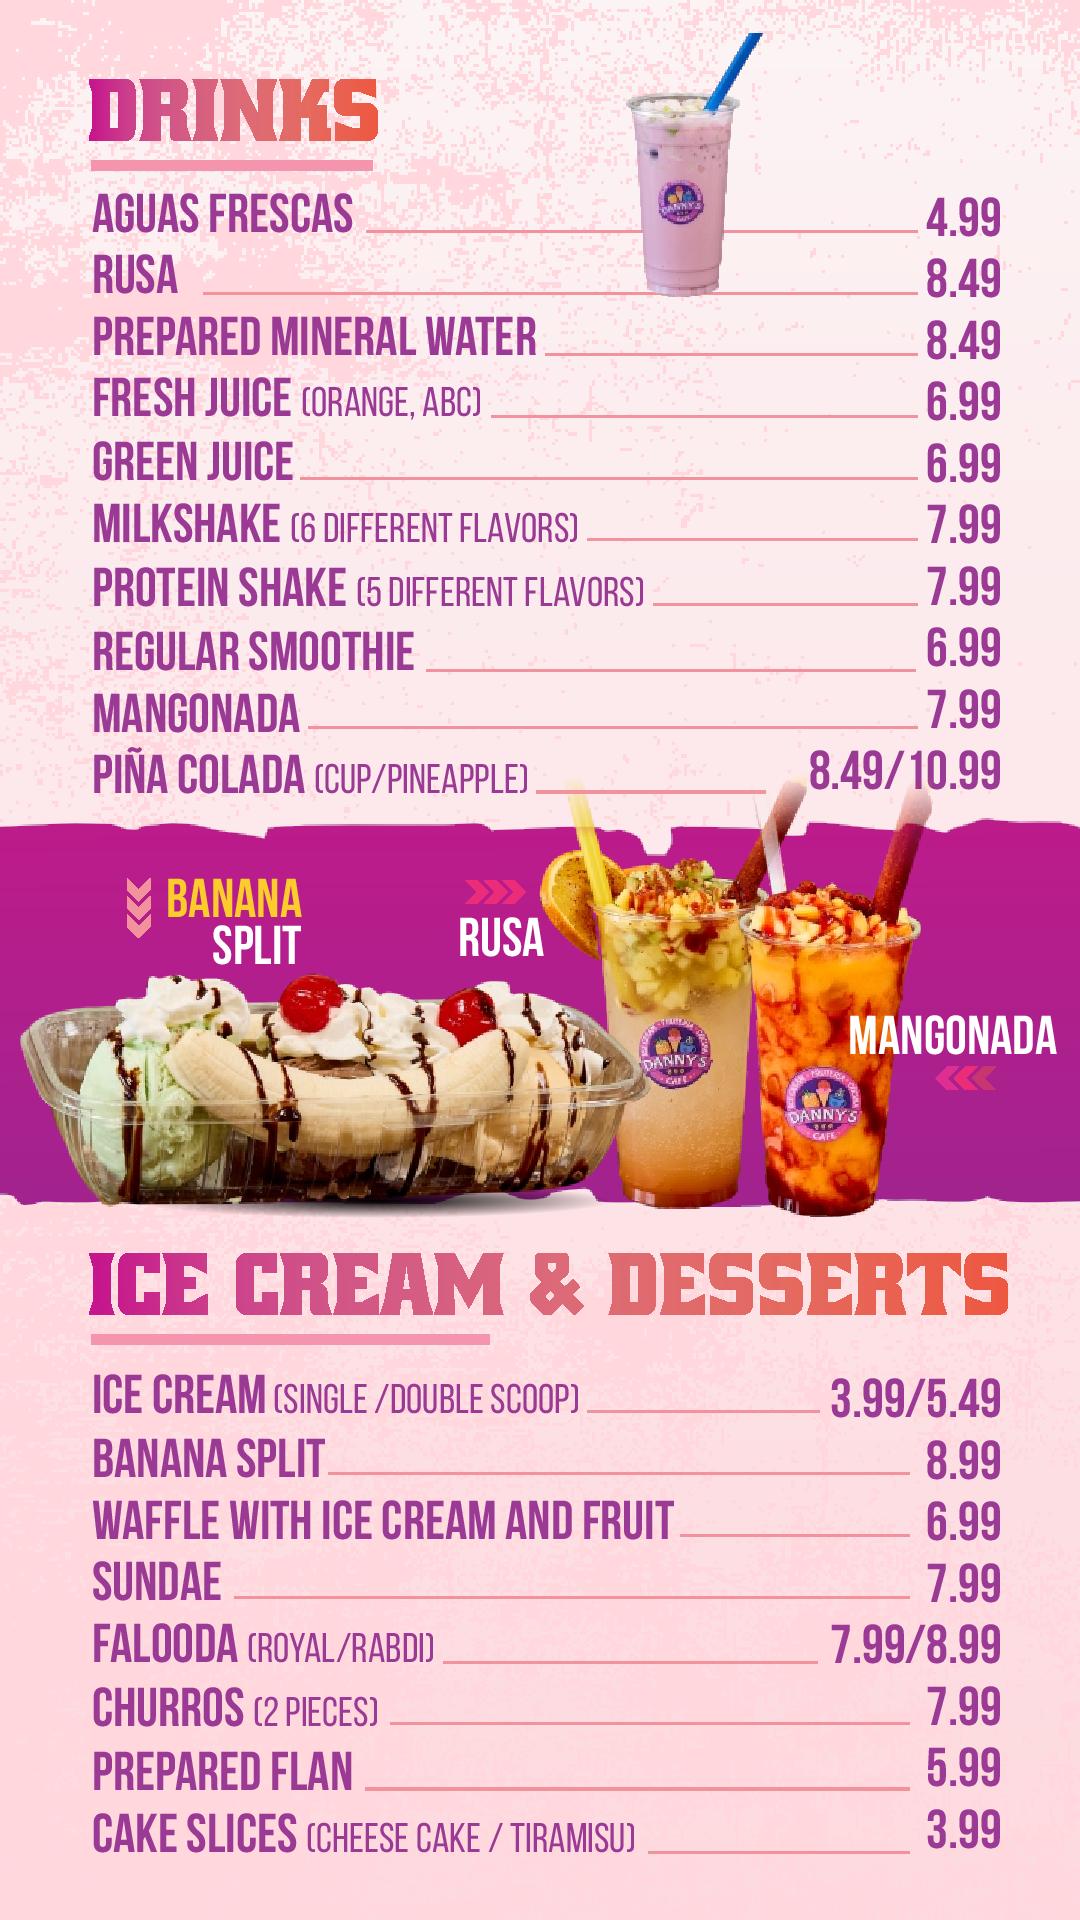 DRINKS
AGUAS FRESCAS 4.99
RUSA 8.49
PREPARED MINERAL WATER 8.49
FRESH JUICE (ORANGE, ABC) 6.99
GREEN JUICE 6.99
MILKSHAKE (6 DIFFERENT FLAVORS) 7.99
PROTEIN SHAKE (5 DIFFERENT FLAVORS) 7.99
REGULAR SMOOTHIE 6.99
MANGONADA 7.99
PIÑA COLADA (CUP/PINEAPPLE) 8.49/10.99
BANANA
SPLIT
RUSA
MANGONADA
DANNY'S
CAFE
DANNY'S
CAFE
ICE CREAM & DESSERTS
ICE CREAM (SINGLE /DOUBLE SCOOP) 3.99/5.49
BANANA SPLIT 8.99
WAFFLE WITH ICE CREAM AND FRUIT 6.99
SUNDAE 7.99
FALOODA (ROYAL/RABDI) 7.99/8.99
CHURROS (2 PIECES) 7.99
PREPARED FLAN 5.99
CAKE SLICES (CHEESE CAKE / TIRAMISU) 3.99